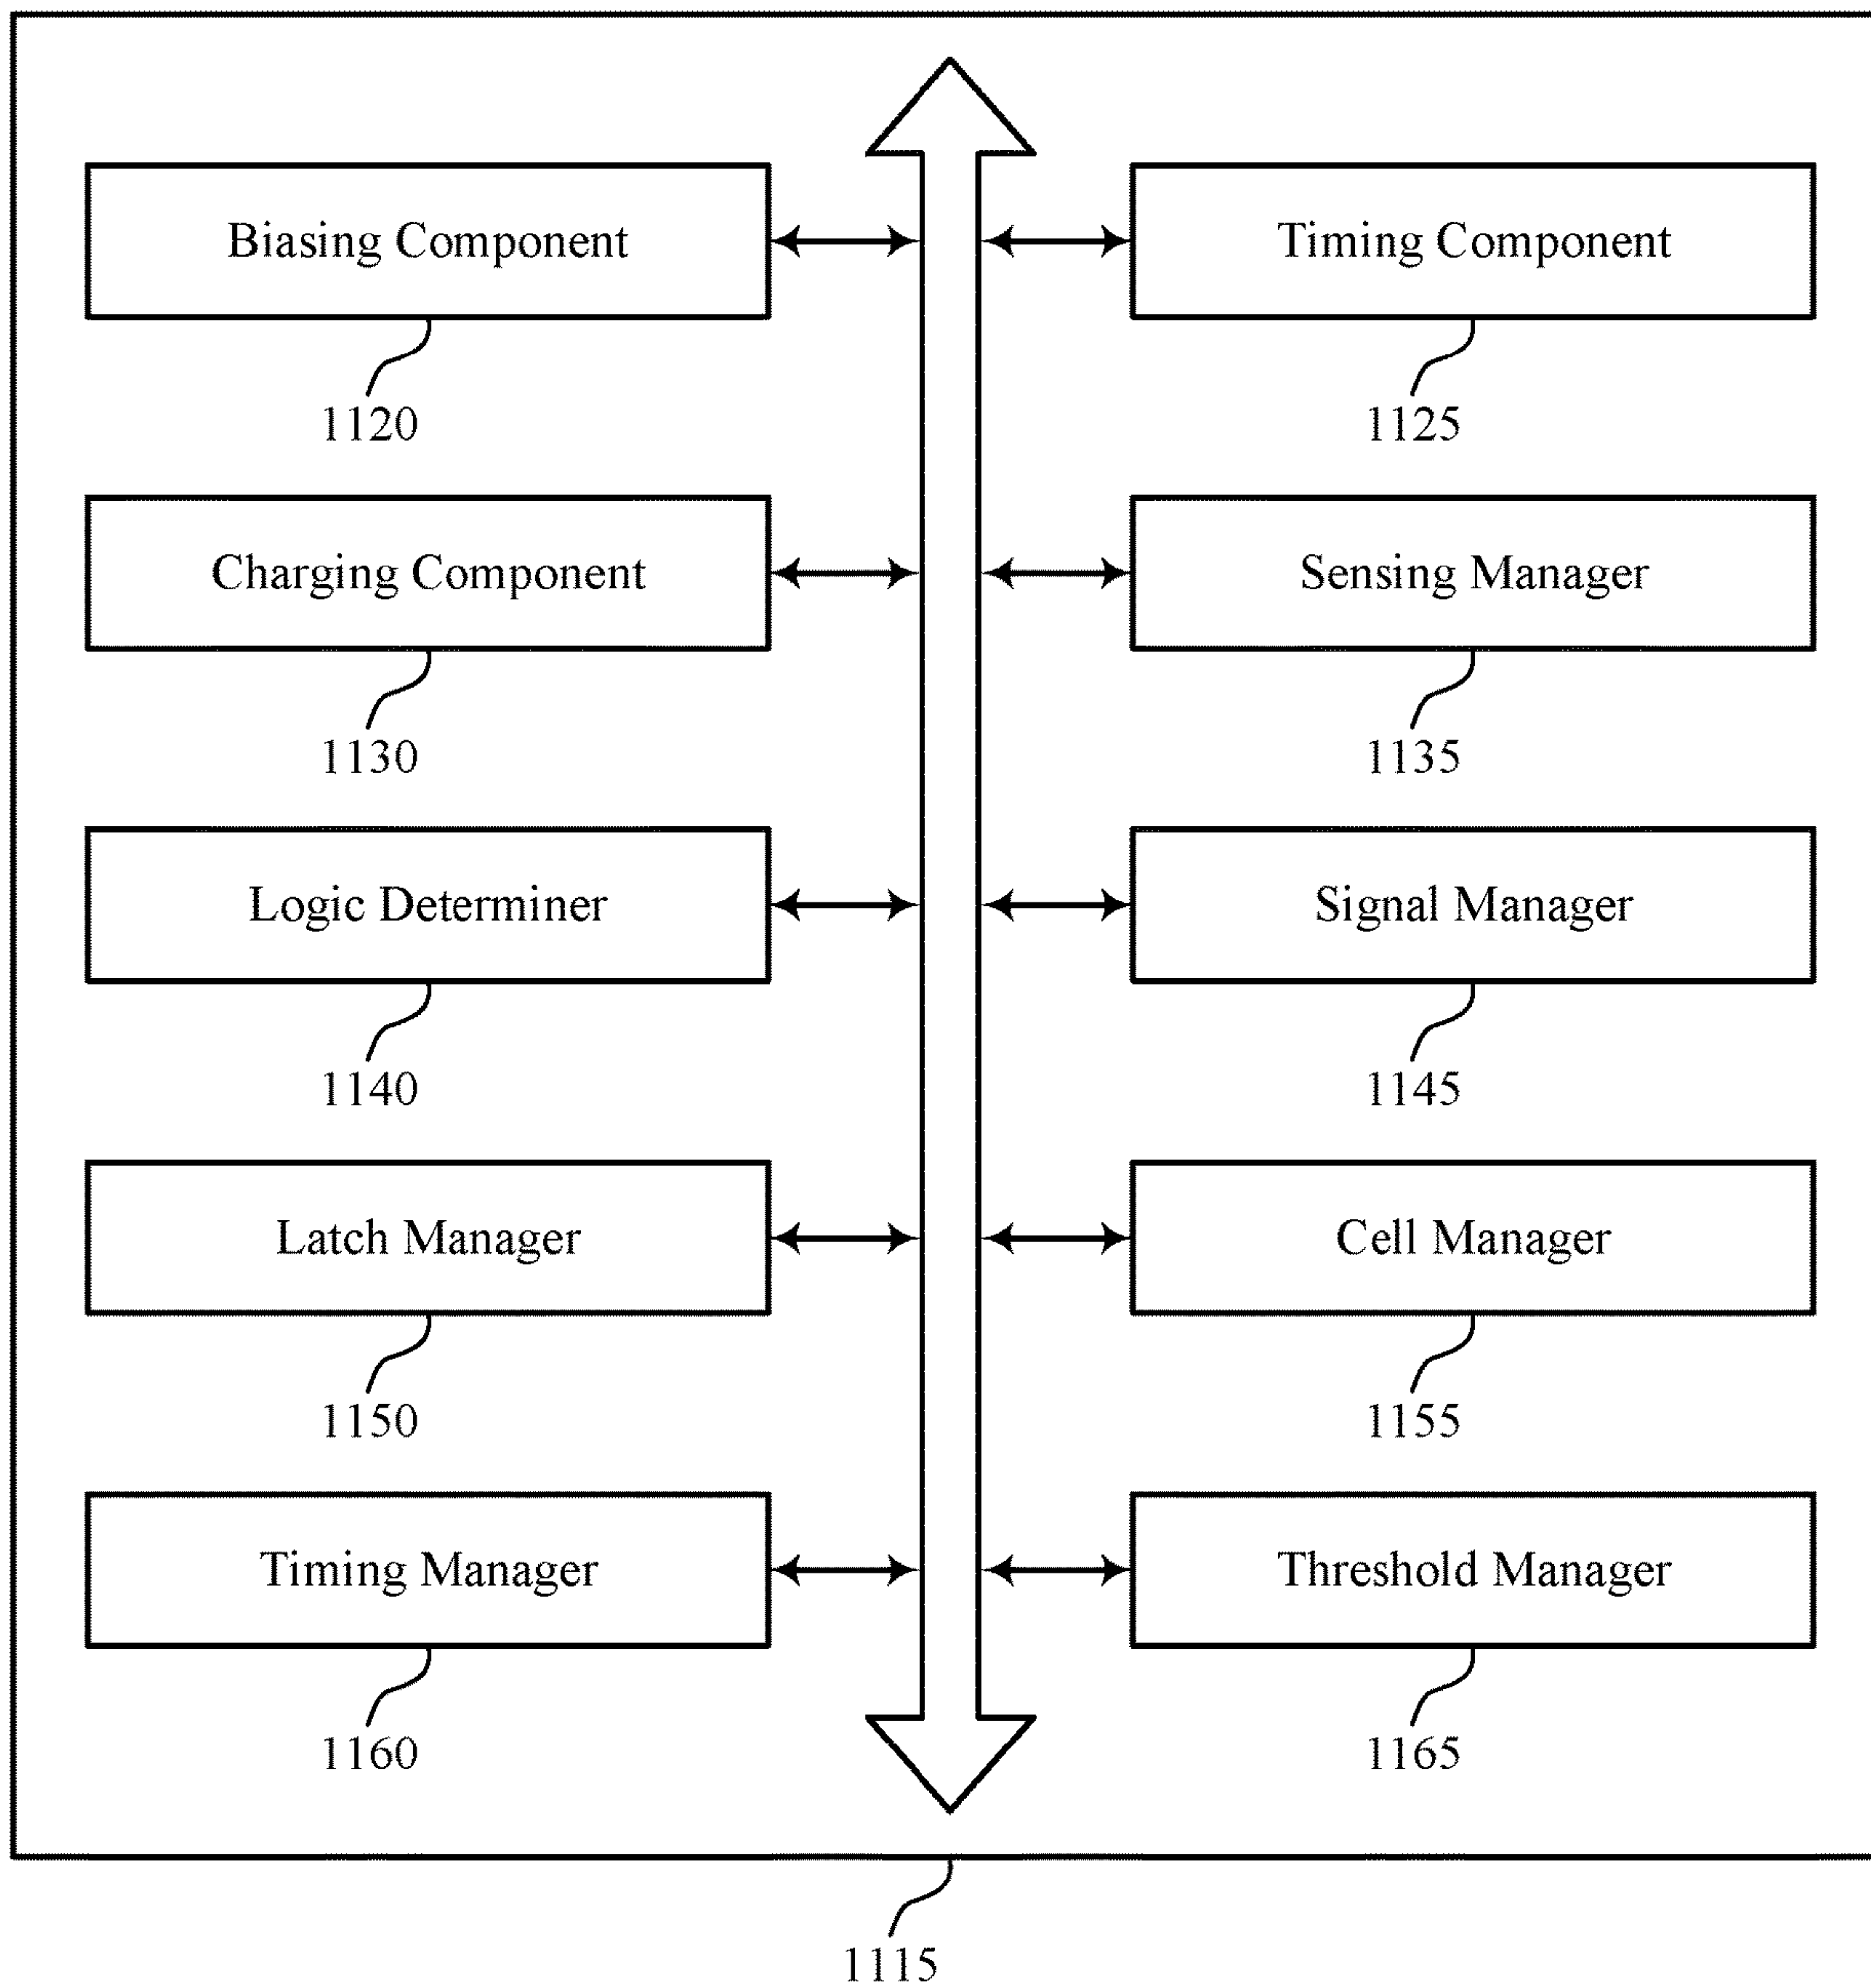 Biasing Component
Timing Component
1120
1125
Charging Component
Sensing Manager
1130
1135
Logic Determiner
Signal Manager
1140
1145
Latch Manager
Cell Manager
1150
1155
Timing Manager
Threshold Manager
1160
1165
1115